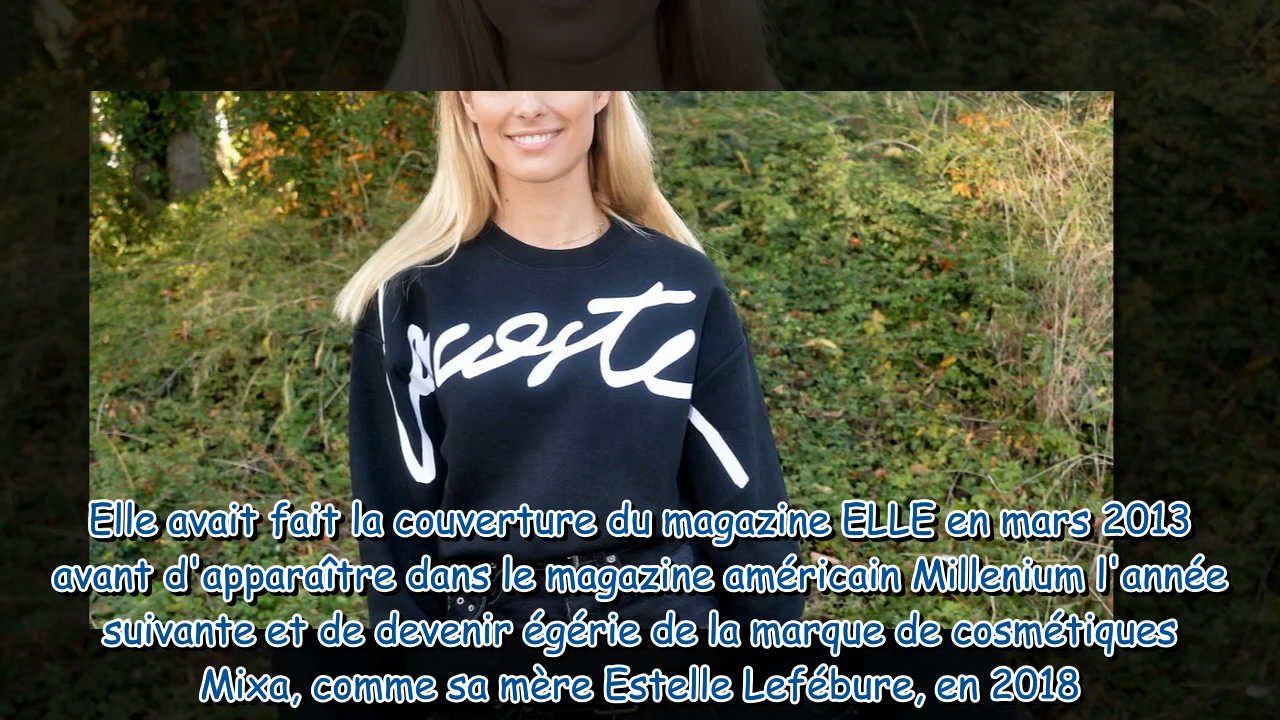 Lacoste
Elle avait fait la couverture du magazine ELLE en mars 2013
avant d'apparaître dans le magazine américain Millenium l'année
suivante et de devenir égérie de la marque de cosmétiques
Mixa, comme sa mère Estelle Lefébure, en 2018